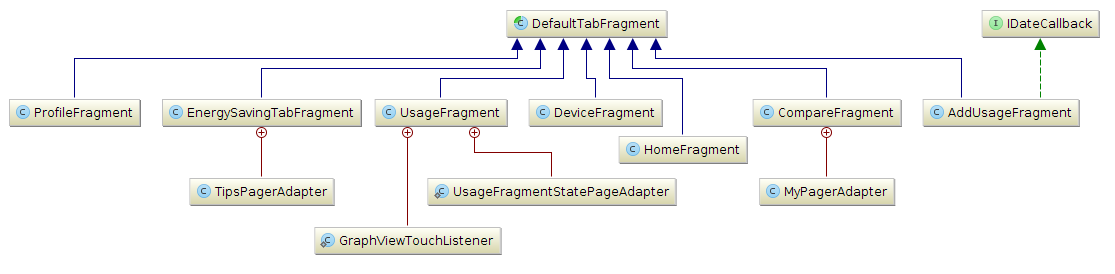 C DefaultTabFragment
I IDateCallback
C ProfileFragment
C EnergySavingTabFragment
C UsageFragment
C DeviceFragment
C CompareFragment
C AddUsageFragment
C HomeFragment
C TipsPagerAdapter
C UsageFragmentStatePageAdapter
C MyPagerAdapter
C GraphViewTouchListener